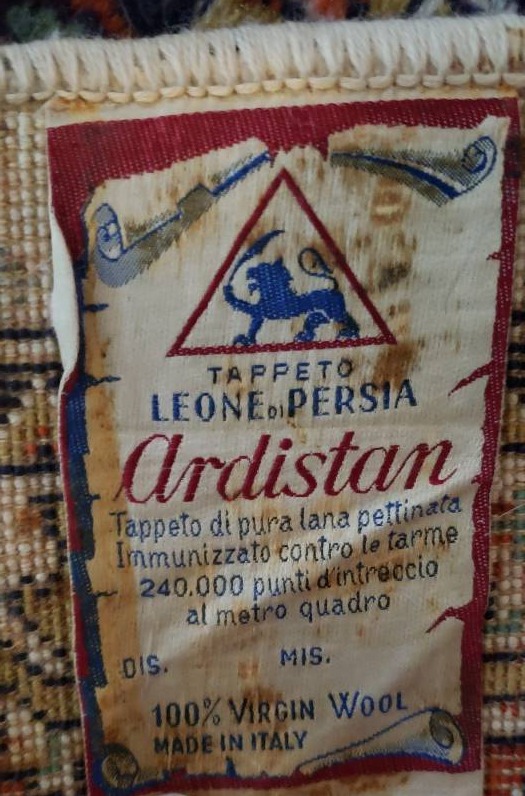 TAPPETO
LEONE DI PERSIA
Ardistan
Tappeto di pura lana pettinata
Immunizzato contro le tarme
240.000 punti d'intreccio
al metro quadro
DIS. MIS.
100% VIRGIN WOOL
MADE IN ITALY